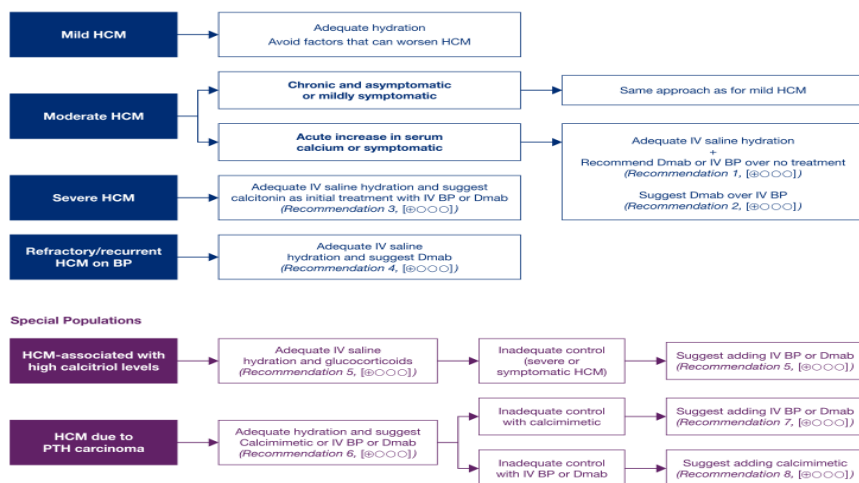 Mild HCM
Adequate hydration
Avoid factors that can worsen HCM
Moderate HCM
Chronic and asymptomatic
or mildly symptomatic
Same approach as for mild HCM
Acute increase in serum
calcium or symptomatic
Adequate IV saline hydration
+
Recommend Dmab or IV BP over no treatment
(Recommendation 1, [⊕○○○])
Suggest Dmab over IV BP
(Recommendation 2, [⊕○○○])
Severe HCM
Adequate IV saline hydration and suggest
calcitonin as initial treatment with IV BP or Dmab
(Recommendation 3, [⊕○○○])
Refractory/recurrent
HCM on BP
Adequate IV saline
hydration and suggest Dmab
(Recommendation 4, [⊕○○○])
Special Populations
HCM-associated with
high calcitriol levels
Adequate IV saline
hydration and glucocorticoids
(Recommendation 5, [⊕○○○])
Inadequate control
(severe or
symptomatic HCM)
Suggest adding IV BP or Dmab
(Recommendation 5, [⊕○○○])
HCM due to
PTH carcinoma
Adequate hydration and suggest
Calcimimetic or IV BP or Dmab
(Recommendation 6, [⊕○○○])
Inadequate control
with calcimimetic
Suggest adding IV BP or Dmab
(Recommendation 7, [⊕○○○])
Inadequate control
with IV BP or Dmab
Suggest adding calcimimetic
(Recommendation 8, [⊕○○○])